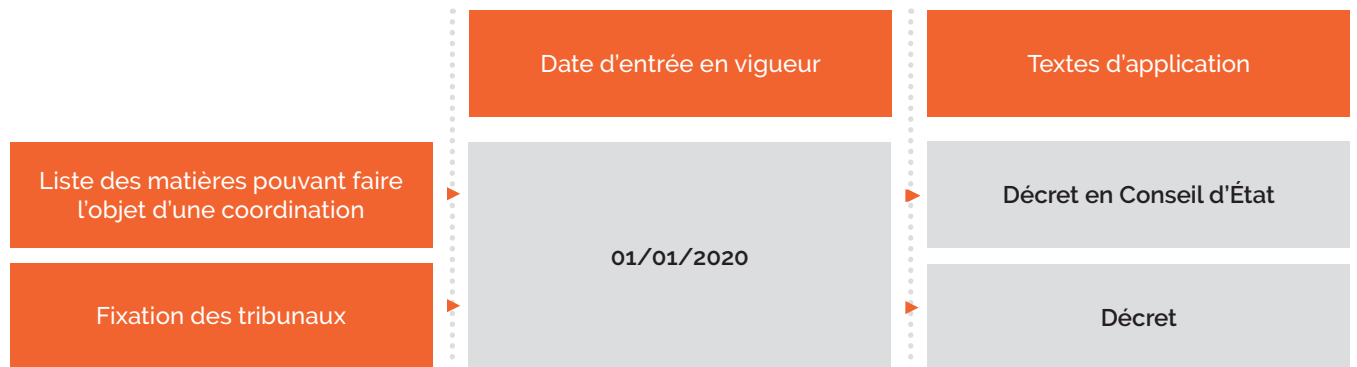 Date d’entrée en vigueur
Textes d’application
Liste des matières pouvant faire
l’objet d’une coordination
01/01/2020
Décret en Conseil d’État
Fixation des tribunaux
Décret